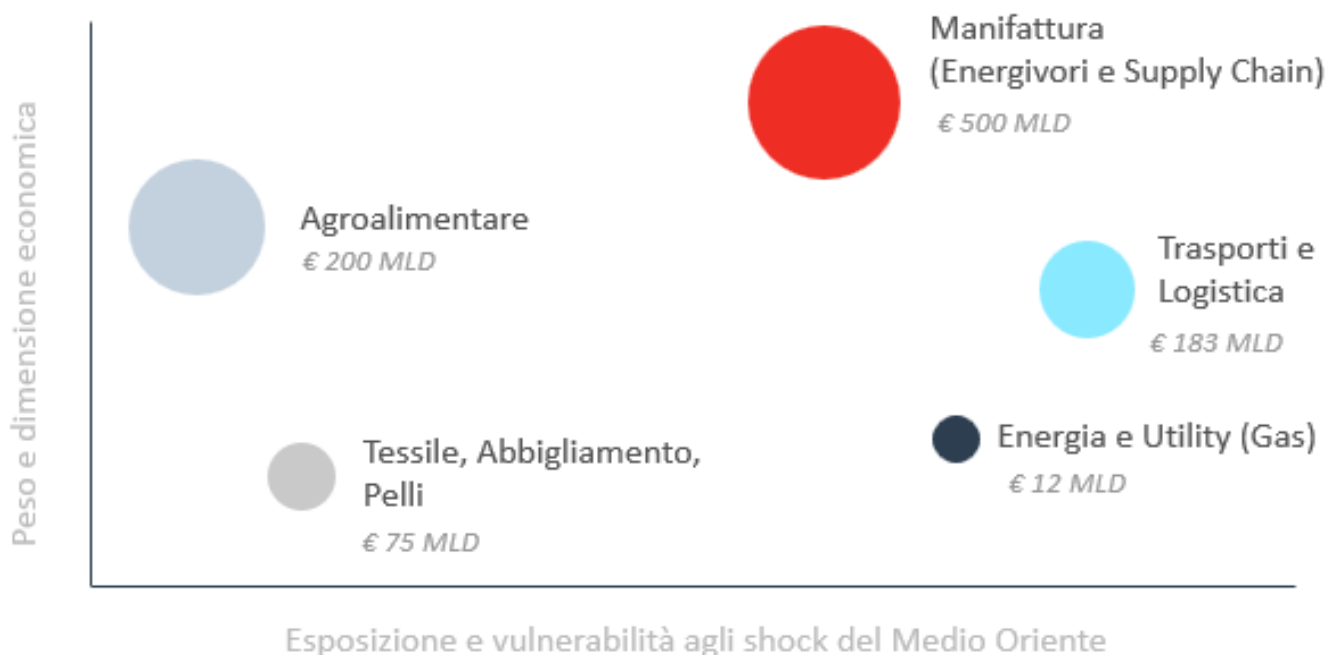 Peso e dimensione economica
Manifattura
(Energivori e Supply Chain)
€ 500 MLD
Agroalimentare
€ 200 MLD
Trasporti e
Logistica
€ 183 MLD
Tessile, Abbigliamento,
Pelli
€ 75 MLD
Energia e Utility (Gas)
€ 12 MLD
Esposizione e vulnerabilità agli shock del Medio Oriente